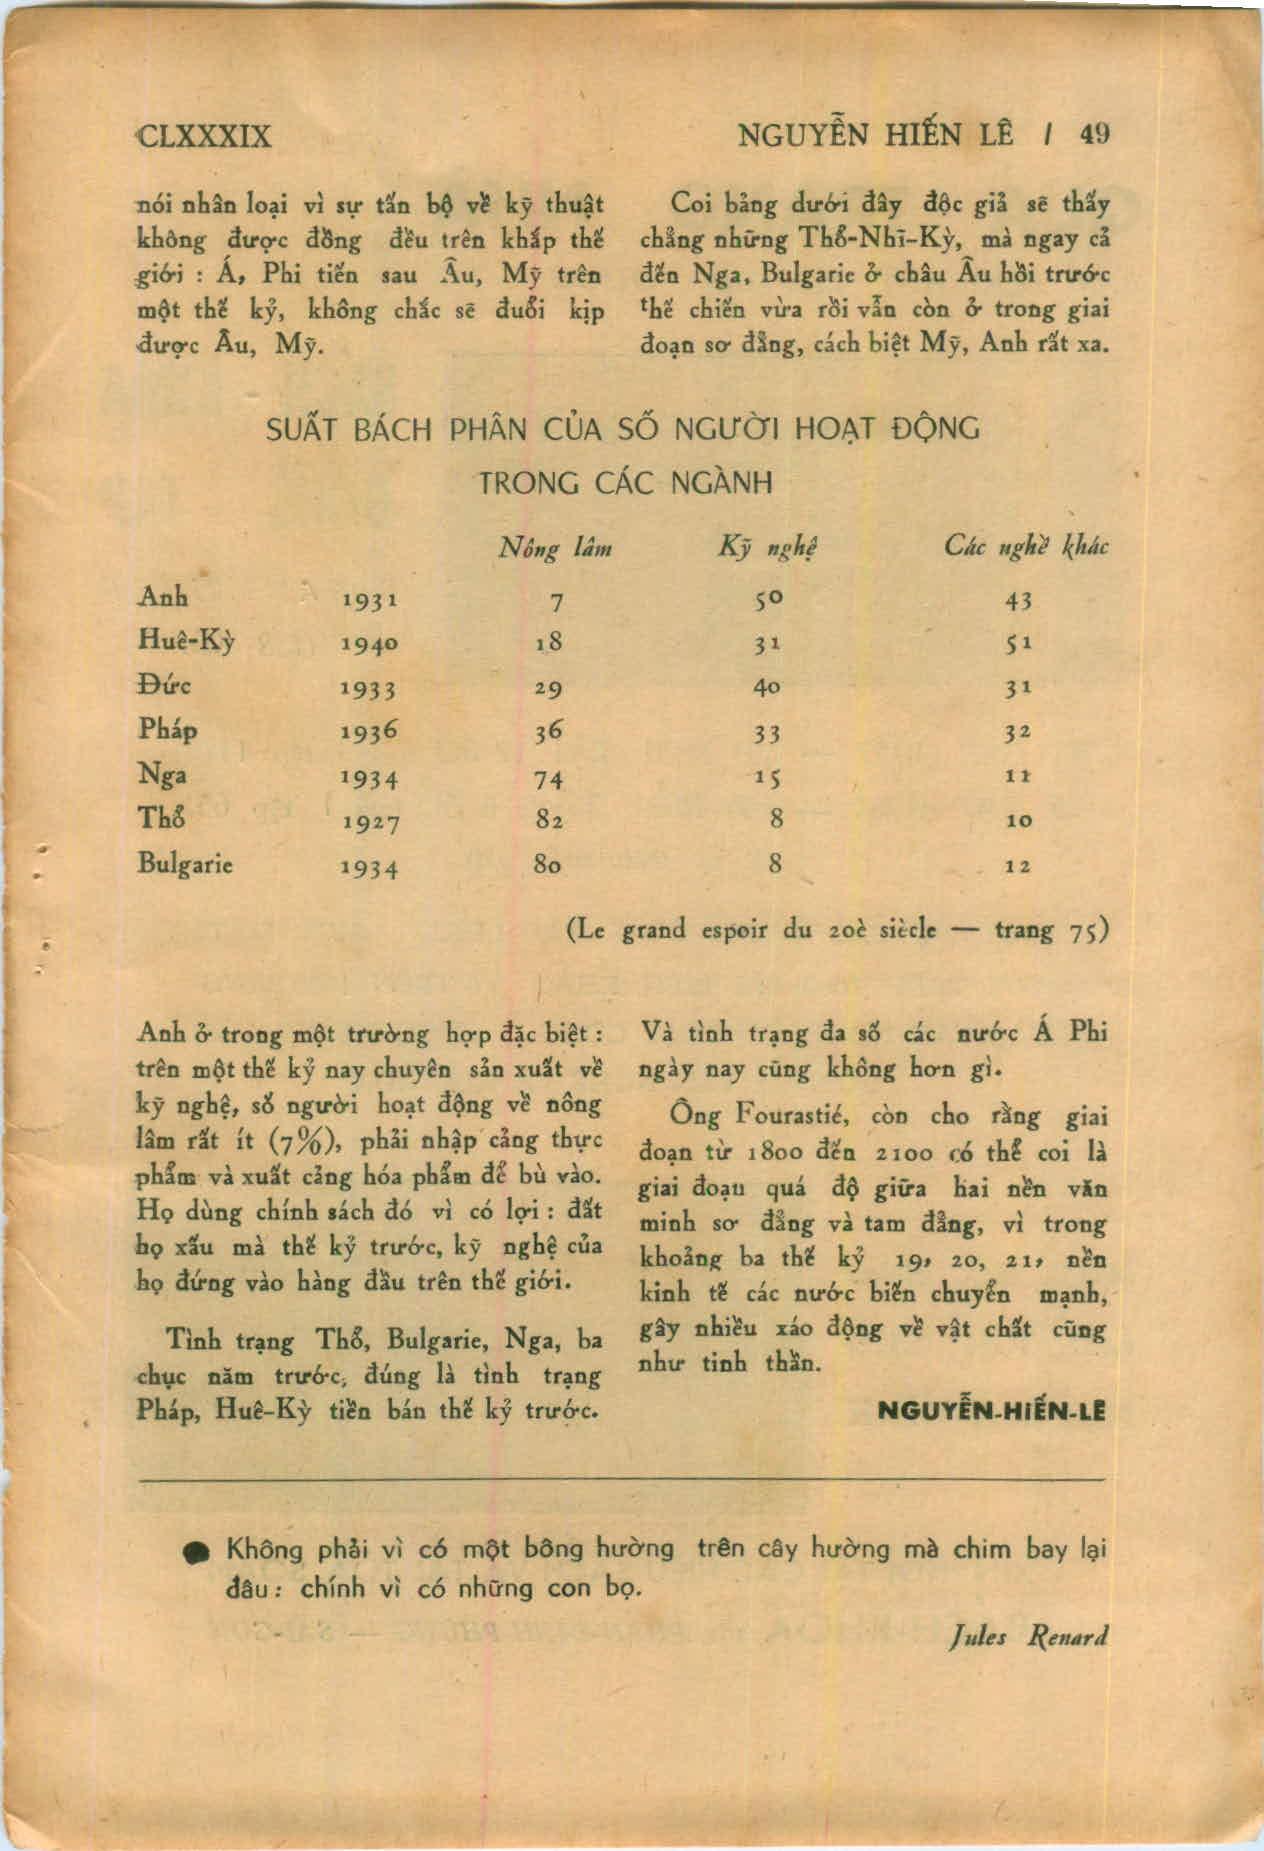 CLXXXIX NGUYỄN HIẾN LÊ / 49
nói nhân loại vì sự tấn bộ về kỹ thuật
không được đồng đều trên khắp thế
giới : Á, Phi tiến sau Âu, Mỹ trên
một thế kỷ, không chắc sẽ đuổi kịp
được Âu, Mỹ.
Coi bảng dưới đây độc giả sẽ thấy
chẳng những Thổ-Nhĩ-Kỳ, mà ngay cả
đến Nga, Bulgarie ở châu Âu hồi trước
thế chiến vừa rồi vẫn còn ở trong giai
đoạn sơ đẳng, cách biệt Mỹ, Anh rất xa.
SUẤT BÁCH PHÂN CỦA SỐ NGƯỜI HOẠT ĐỘNG
TRONG CÁC NGÀNH
Nông lâm Kỹ nghệ Các nghề khác
Anh 1931 7 50 43
Huê-Kỳ 1940 18 31 51
Đức 1933 29 40 31
Pháp 1936 36 33 32
Nga 1934 74 15 11
Thổ 1927 82 8 10
Bulgarie 1934 80 8 12
(Le grand espoir du 20è siècle — trang 75)
Anh ở trong một trường hợp đặc biệt :
trên một thế kỷ nay chuyên sản xuất về
kỹ nghệ, số người hoạt động về nông
lâm rất ít (7%), phải nhập cảng thực
phẩm và xuất cảng hóa phẩm để bù vào.
Họ dùng chính sách đó vì có lợi : đất
họ xấu mà thế kỷ trước, kỹ nghệ của
họ đứng vào hàng đầu trên thế giới.
Tình trạng Thổ, Bulgarie, Nga, ba
chục năm trước, đúng là tình trạng
Pháp, Huê-Kỳ tiền bán thế kỷ trước.
Và tình trạng đa số các nước Á Phi
ngày nay cũng không hơn gì.
Ông Fourastié, còn cho rằng giai
đoạn từ 1800 đến 2100 có thể coi là
giai đoạn quá độ giữa hai nền văn
minh sơ đẳng và tam đẳng, vì trong
khoảng ba thế kỷ 19, 20, 21, nền
kinh tế các nước biến chuyển mạnh,
gây nhiều xáo động về vật chất cũng
như tinh thần.
NGUYỄN-HIẾN-LÊ
● Không phải vì có một bông hường trên cây hường mà chim bay lại
đâu : chính vì có những con bọ.
Jules Renard